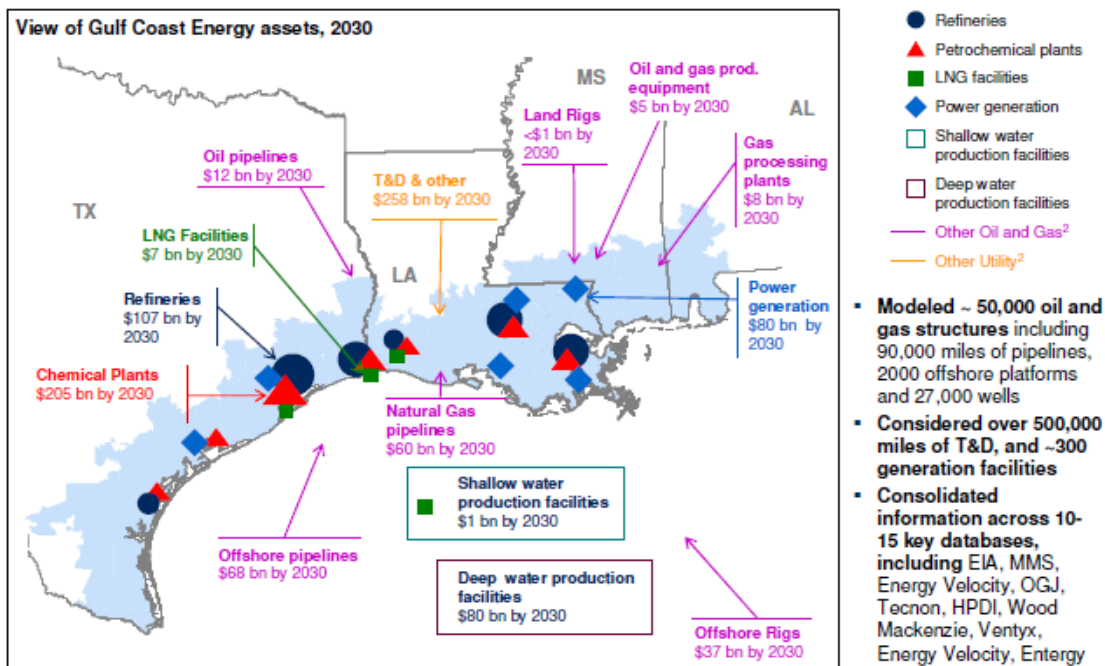 View of Gulf Coast Energy assets, 2030
MS
AL
TX
LA
Oil and gas prod.
equipment
$5 bn by 2030
Land Rigs
<$1 bn by
2030
Gas
processing
plants
$8 bn by
2030
Oil pipelines
$12 bn by 2030
T&D & other
$258 bn by 2030
LNG Facilities
$7 bn by 2030
Refineries
$107 bn by
2030
Power
generation
$80 bn by
2030
Chemical Plants
$205 bn by 2030
Natural Gas
pipelines
$60 bn by 2030
Shallow water
production facilities
$1 bn by 2030
Offshore pipelines
$68 bn by 2030
Deep water production
facilities
$80 bn by 2030
Offshore Rigs
$37 bn by 2030
Refineries
Petrochemical plants
LNG facilities
Power generation
Shallow water
production facilities
Deep water
production facilities
Other Oil and Gas²
Other Utility²
▪ Modeled ~ 50,000 oil and
gas structures including
90,000 miles of pipelines,
2000 offshore platforms
and 27,000 wells
▪ Considered over 500,000
miles of T&D, and ~300
generation facilities
▪ Consolidated
information across 10-
15 key databases,
including EIA, MMS,
Energy Velocity, OGJ,
Tecnon, HPDI, Wood
Mackenzie, Ventyx,
Energy Velocity, Entergy